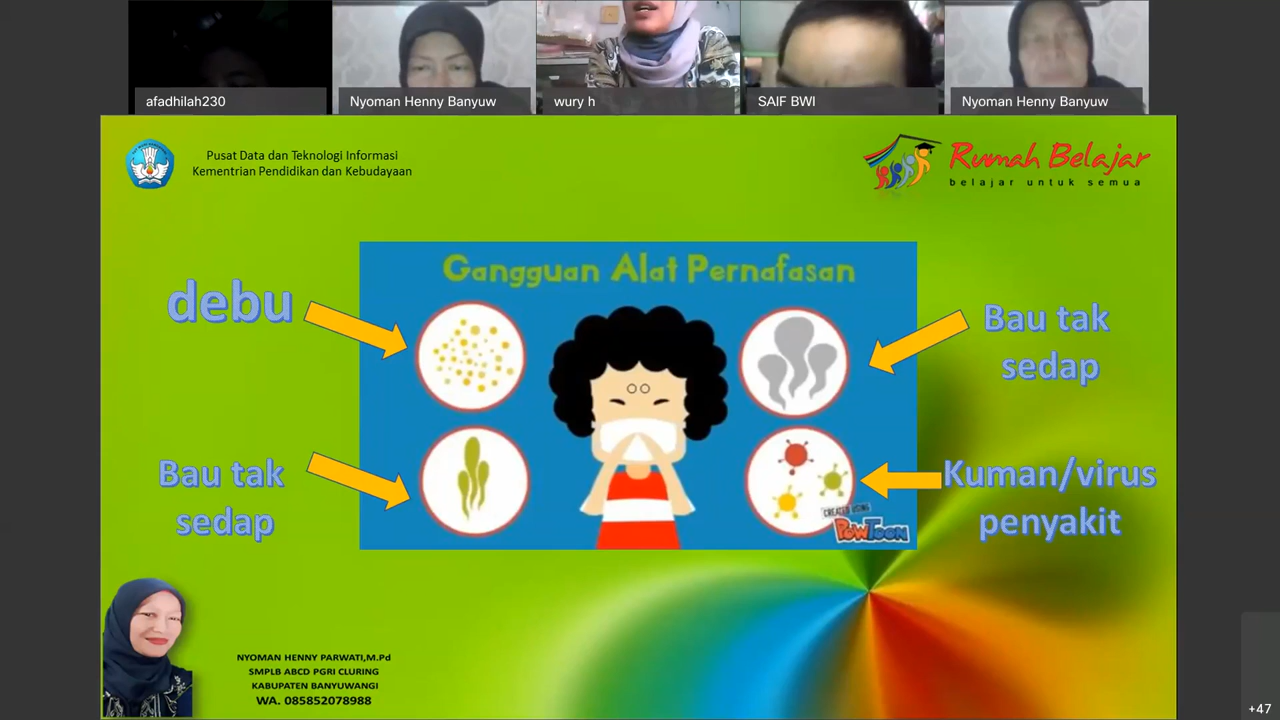 afadhilah230
Nyoman Henny Banyuw
wury h
SAIF BWI
Nyoman Henny Banyuw
Pusat Data dan Teknologi Informasi
Kementrian Pendidikan dan Kebudayaan
Rumah Belajar
belajar untuk semua
Gangguan Alat Pernafasan
debu
Bau tak
sedap
Bau tak
sedap
Kuman/virus
penyakit
CREATED USING
POWTOON
NYOMAN HENNY PARWATI,M.Pd
SMPLB ABCD PGRI CLURING
KABUPATEN BANYUWANGI
WA. 085852078988
+47